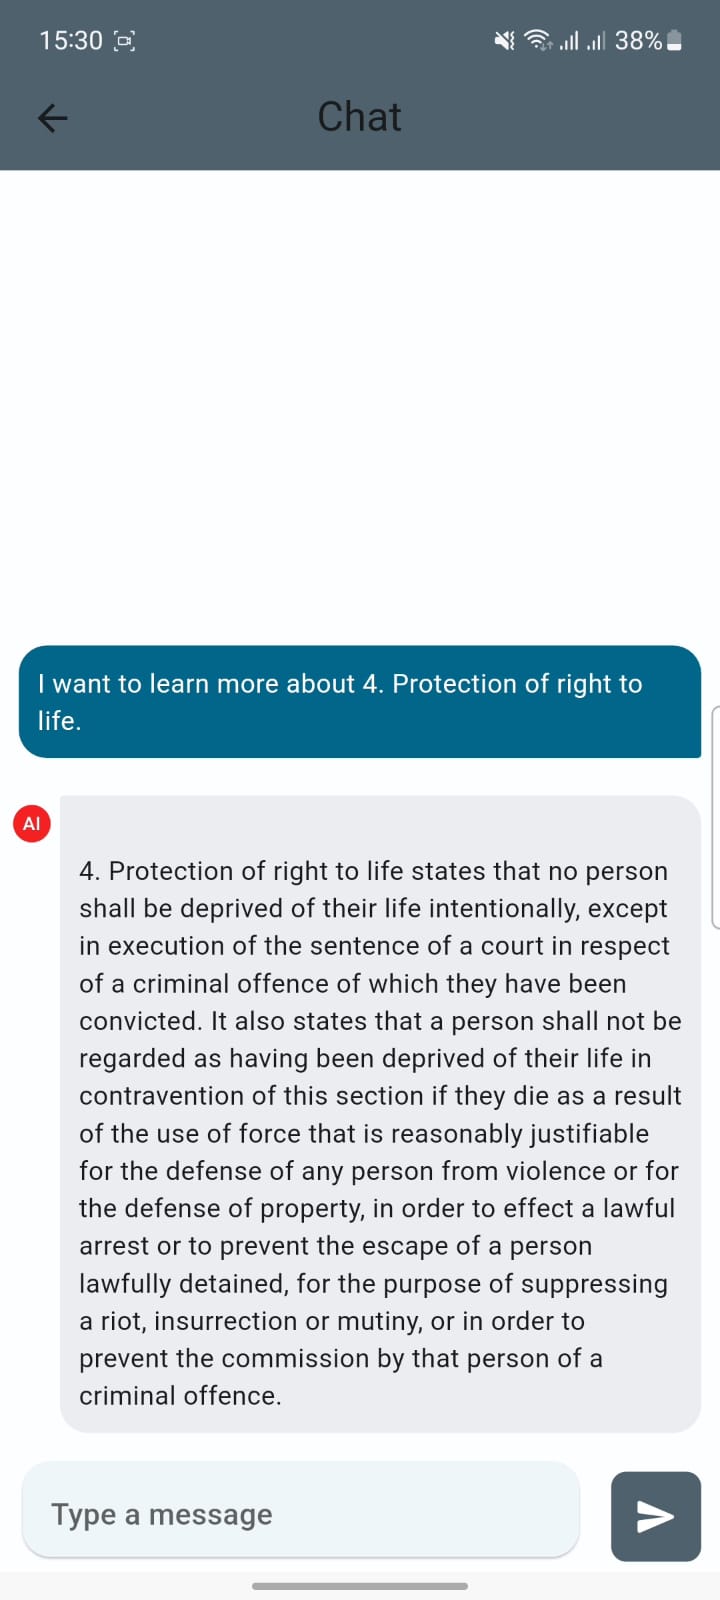 15:30 38%
Chat
I want to learn more about 4. Protection of right to
life.
AI
4. Protection of right to life states that no person
shall be deprived of their life intentionally, except
in execution of the sentence of a court in respect
of a criminal offence of which they have been
convicted. It also states that a person shall not be
regarded as having been deprived of their life in
contravention of this section if they die as a result
of the use of force that is reasonably justifiable
for the defense of any person from violence or for
the defense of property, in order to effect a lawful
arrest or to prevent the escape of a person
lawfully detained, for the purpose of suppressing
a riot, insurrection or mutiny, or in order to
prevent the commission by that person of a
criminal offence.
Type a message